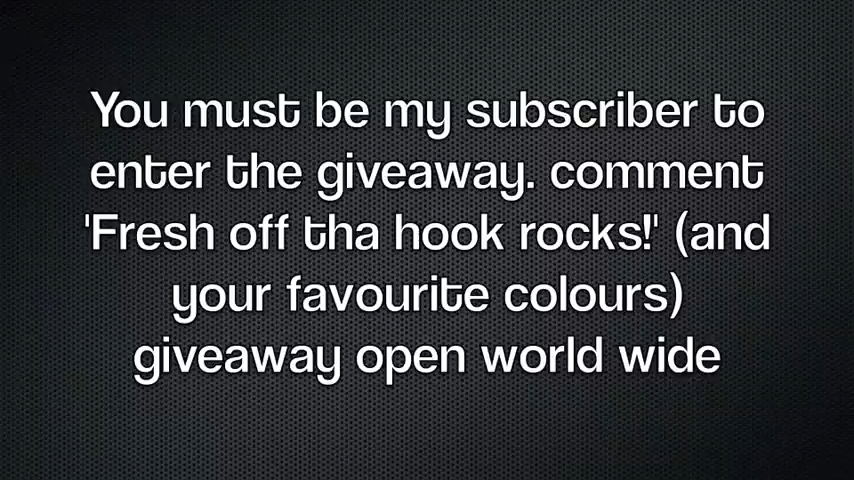 You must be my subscriber to
enter the giveaway. comment
'Fresh off tha hook rocks!' (and
your favourite colours)
giveaway open world wide